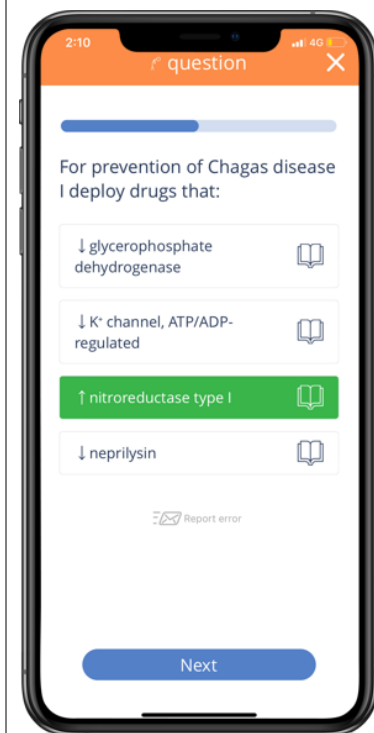 2:10
4G
question
For prevention of Chagas disease
I deploy drugs that:
↓ glycerophosphate
dehydrogenase
↓ K⁺ channel, ATP/ADP-
regulated
↑ nitroreductase type I
↓ neprilysin
Report error
Next